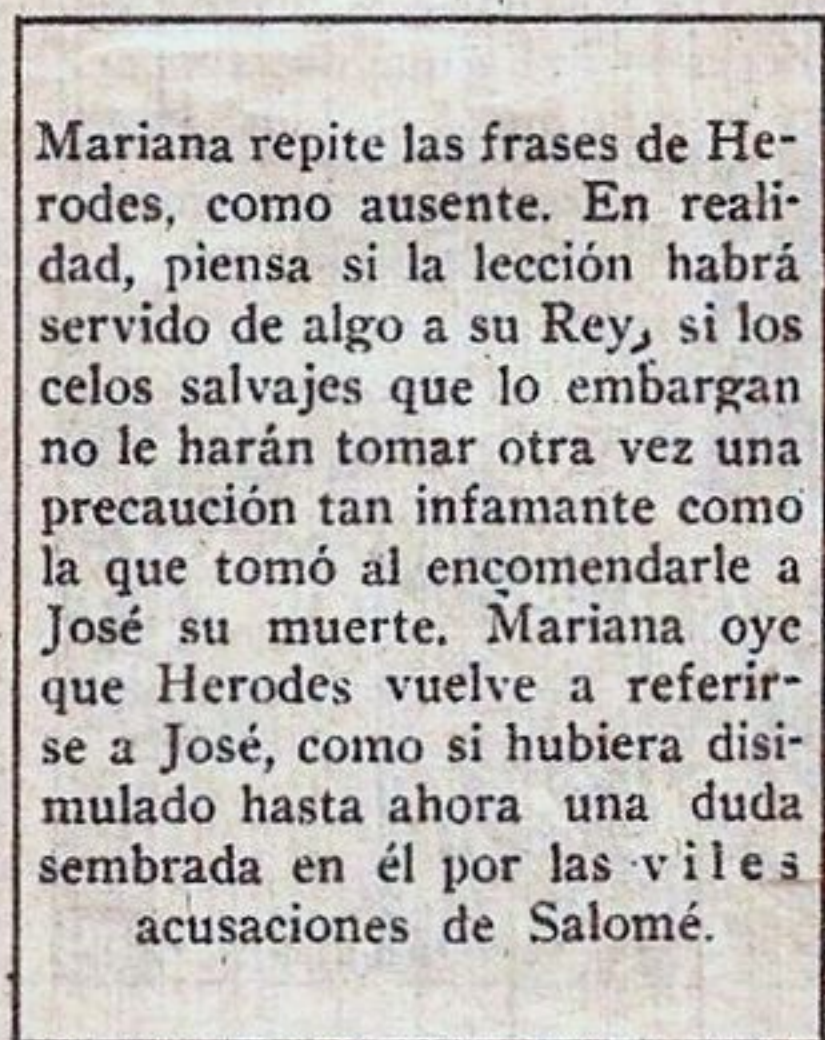 Mariana repite las frases de He-
rodes, como ausente. En reali-
dad, piensa si la lección habrá
servido de algo a su Rey, si los
celos salvajes que lo embargan
no le harán tomar otra vez una
precaución tan infamante como
la que tomó al encomendarle a
José su muerte. Mariana oye
que Herodes vuelve a referir-
se a José, como si hubiera disi-
mulado hasta ahora una duda
sembrada en él por las viles
acusaciones de Salomé.